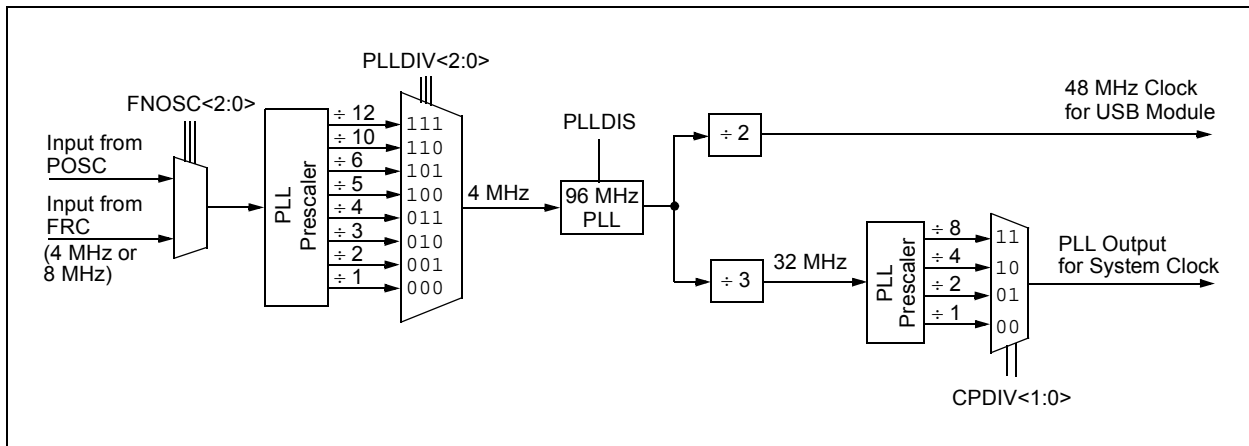 PLLDIV<2:0>
FNOSC<2:0>
Input from
POSC
Input from
FRC
(4 MHz or
8 MHz)
PLL
Prescaler
÷ 12
÷ 10
÷ 6
÷ 5
÷ 4
÷ 3
÷ 2
÷ 1
111
110
101
100
011
010
001
000
4 MHz
PLLDIS
96 MHz
PLL
÷ 2
48 MHz Clock
for USB Module
÷ 3
32 MHz
PLL
Prescaler
÷ 8
÷ 4
÷ 2
÷ 1
11
10
01
00
PLL Output
for System Clock
CPDIV<1:0>